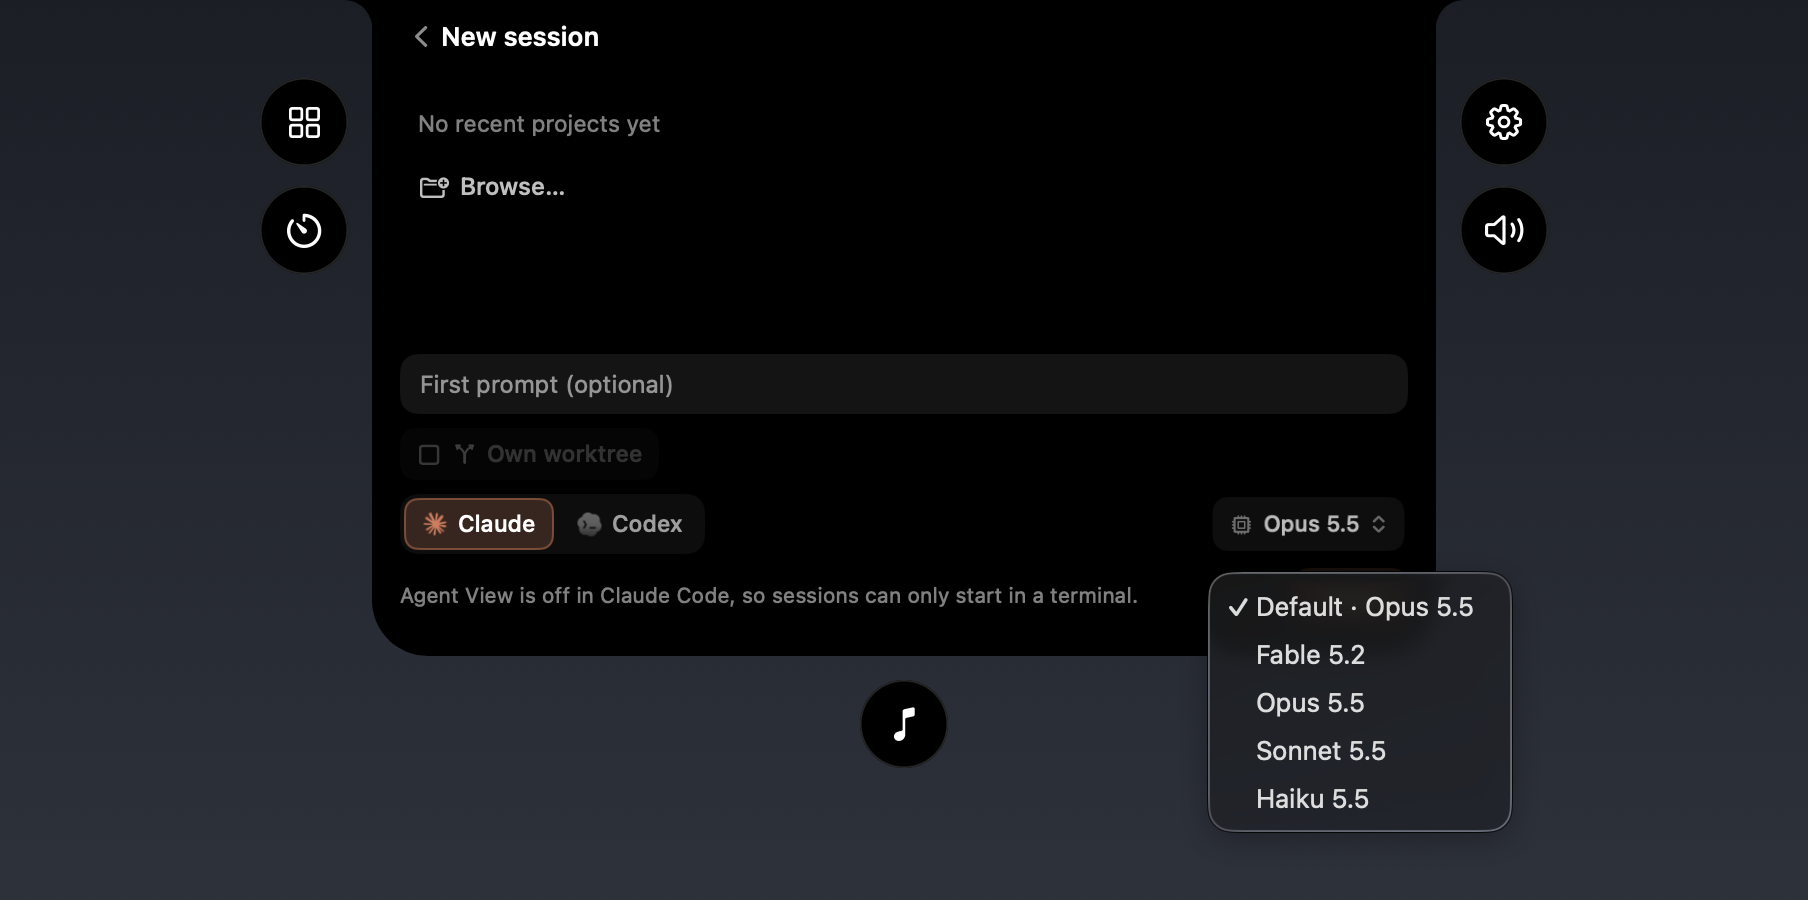 New session
No recent projects yet
Browse...
First prompt (optional)
Own worktree
Claude
Codex
Opus 5.5
Agent View is off in Claude Code, so sessions can only start in a terminal.
Default · Opus 5.5
Fable 5.2
Opus 5.5
Sonnet 5.5
Haiku 5.5